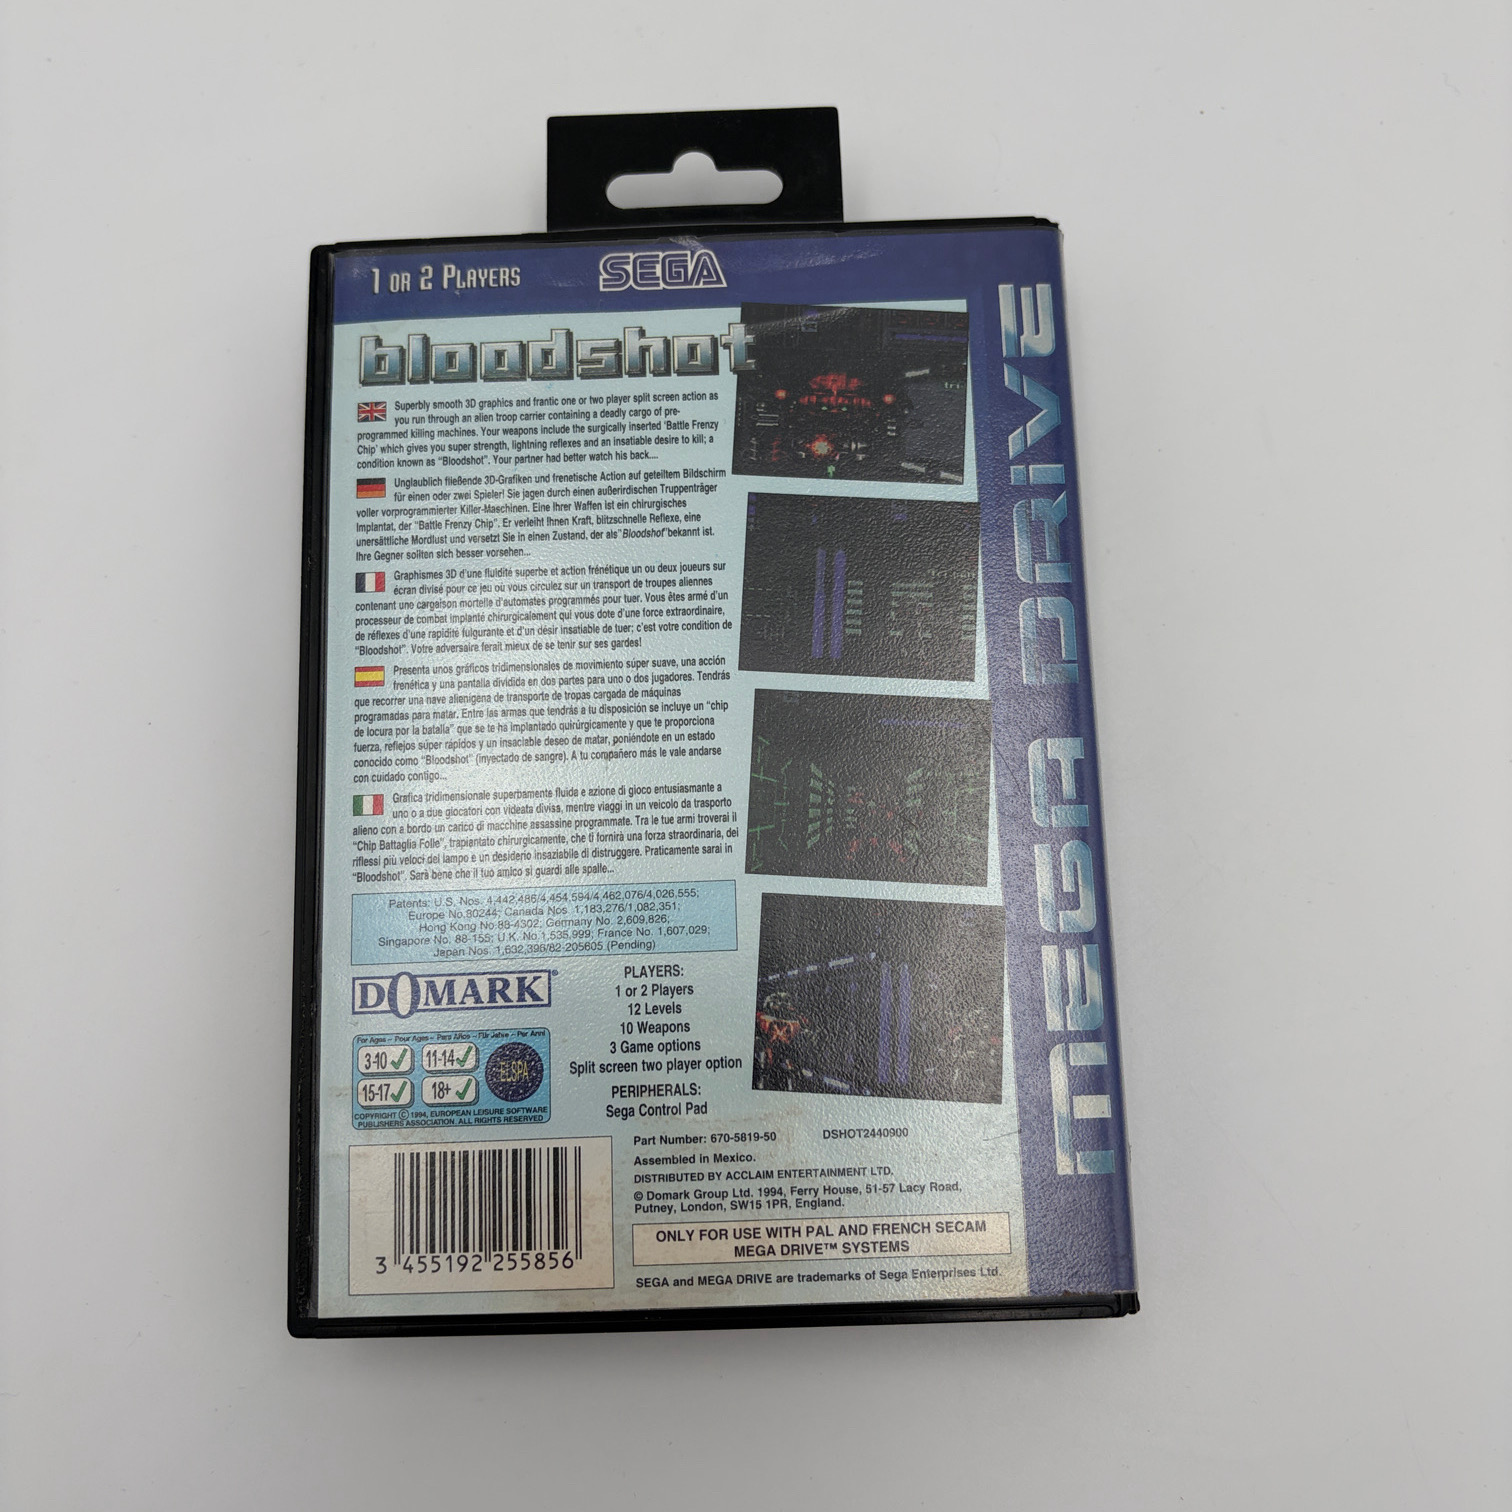 1 OR 2 PLAYERS
SEGA
bloodshot
Superbly smooth 3D graphics and frantic one or two player split screen action as
you run through an alien troop carrier containing a deadly cargo of pre-
programmed killing machines. Your weapons include the surgically inserted 'Battle Frenzy
Chip' which gives you super strength, lightning reflexes and an insatiable desire to kill; a
condition known as "Bloodshot". Your partner had better watch his back....
Unglaublich fließende 3D-Grafiken und frenetische Action auf geteiltem Bildschirm
für einen oder zwei Spieler! Sie jagen durch einen außerirdischen Truppenträger
voller vorprogrammierter Killer-Maschinen. Eine Ihrer Waffen ist ein chirurgisches
Implantat, der "Battle Frenzy Chip". Er verleiht Ihnen Kraft, blitzschnelle Reflexe, eine
unersättliche Mordlust und versetzt Sie in einen Zustand, der als "Bloodshot" bekannt ist.
Ihre Gegner sollten sich besser vorsehen...
Graphismes 3D d'une fluidité superbe et action frénétique un ou deux joueurs sur
écran divisé pour ce jeu où vous circulez sur un transport de troupes aliennes
contenant une cargaison mortelle d'automates programmés pour tuer. Vous êtes armé d'un
processeur de combat implanté chirurgicalement qui vous dote d'une force extraordinaire,
de réflexes d'une rapidité fulgurante et d'un désir insatiable de tuer; c'est votre condition de
"Bloodshot". Votre adversaire ferait mieux de se tenir sur ses gardes!
Presenta unos gráficos tridimensionales de movimiento súper suave, una acción
frenética y una pantalla dividida en dos partes para uno o dos jugadores. Tendrás
que recorrer una nave alienígena de transporte de tropas cargada de máquinas
programadas para matar. Entre las armas que tendrás a tu disposición se incluye un "chip
de locura por la batalla" que se te ha implantado quirúrgicamente y que te proporciona
fuerza, reflejos súper rápidos y un insaciable deseo de matar, poniéndote en un estado
conocido como "Bloodshot" (inyectado de sangre). A tu compañero más le vale andarse
con cuidado contigo...
Grafica tridimensionale superbamente fluida e azione di gioco entusiasmante a
uno o a due giocatori con videata divisa, mentre viaggi in un veicolo da trasporto
alieno con a bordo un carico di macchine assassine programmate. Tra le tue armi troverai il
"Chip Battaglia Folle", trapiantato chirurgicamente, che ti fornirà una forza straordinaria, dei
riflessi più veloci del lampo e un desiderio insaziabile di distruggere. Praticamente sarai in
"Bloodshot". Sarà bene che il tuo amico si guardi alle spalle...
Patents: U.S. Nos. 4,442,486/4,454,594/4,462,076/4,026,555;
Europe No.80244; Canada Nos. 1,183,276/1,082,351;
Hong Kong No.88-4302; Germany No. 2,609,826;
Singapore No. 88-155; U.K. No.1,535,999; France No. 1,607,029;
Japan Nos. 1,632,396/82-205605 (Pending)
DOMARK
For Ages – Pour Ages – Para Años – Für Jahre – Per Anni
3-10 11-14
15-17 18+
ELSPA
COPYRIGHT © 1994, EUROPEAN LEISURE SOFTWARE
PUBLISHERS ASSOCIATION. ALL RIGHTS RESERVED
PLAYERS:
1 or 2 Players
12 Levels
10 Weapons
3 Game options
Split screen two player option
PERIPHERALS:
Sega Control Pad
Part Number: 670-5819-50 DSHOT2440900
Assembled in Mexico.
DISTRIBUTED BY ACCLAIM ENTERTAINMENT LTD.
© Domark Group Ltd. 1994, Ferry House, 51-57 Lacy Road,
Putney, London, SW15 1PR, England.
ONLY FOR USE WITH PAL AND FRENCH SECAM
MEGA DRIVE™ SYSTEMS
SEGA and MEGA DRIVE are trademarks of Sega Enterprises Ltd.
3 455192 255856
MEGA DRIVE